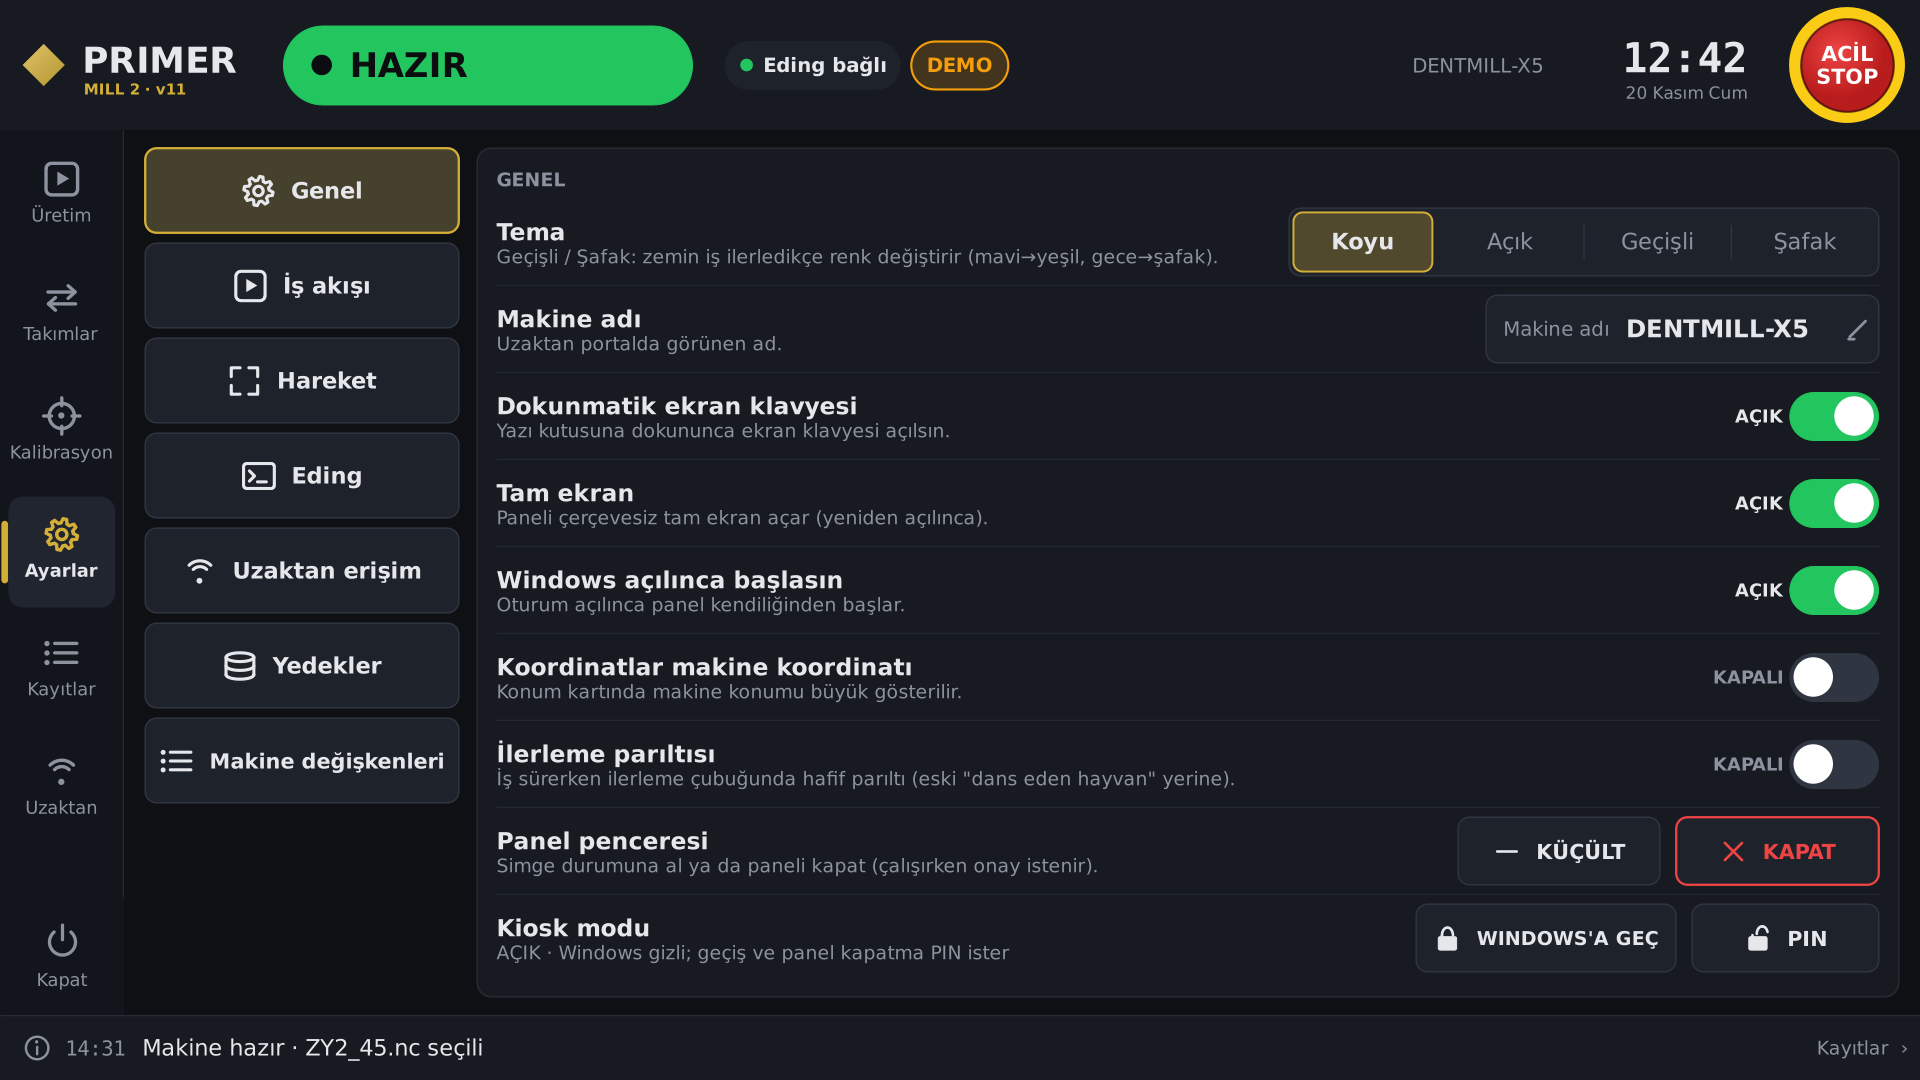 PRIMER
MILL 2 · v11
HAZIR
Eding bağlı
DEMO
DENTMILL-X5
12:42
20 Kasım Cum
ACİL
STOP
Üretim
Takımlar
Kalibrasyon
Ayarlar
Kayıtlar
Uzaktan
Kapat
Genel
İş akışı
Hareket
Eding
Uzaktan erişim
Yedekler
Makine değişkenleri
GENEL
Tema
Geçişli / Şafak: zemin iş ilerledikçe renk değiştirir (mavi→yeşil, gece→şafak).
Koyu
Açık
Geçişli
Şafak
Makine adı
Uzaktan portalda görünen ad.
Makine adı DENTMILL-X5
Dokunmatik ekran klavyesi
Yazı kutusuna dokununca ekran klavyesi açılsın.
AÇIK
Tam ekran
Paneli çerçevesiz tam ekran açar (yeniden açılınca).
AÇIK
Windows açılınca başlasın
Oturum açılınca panel kendiliğinden başlar.
AÇIK
Koordinatlar makine koordinatı
Konum kartında makine konumu büyük gösterilir.
KAPALI
İlerleme parıltısı
İş sürerken ilerleme çubuğunda hafif parıltı (eski "dans eden hayvan" yerine).
KAPALI
Panel penceresi
Simge durumuna al ya da paneli kapat (çalışırken onay istenir).
KÜÇÜLT
KAPAT
Kiosk modu
AÇIK · Windows gizli; geçiş ve panel kapatma PIN ister
WINDOWS'A GEÇ
PIN
14:31 Makine hazır · ZY2_45.nc seçili
Kayıtlar ›